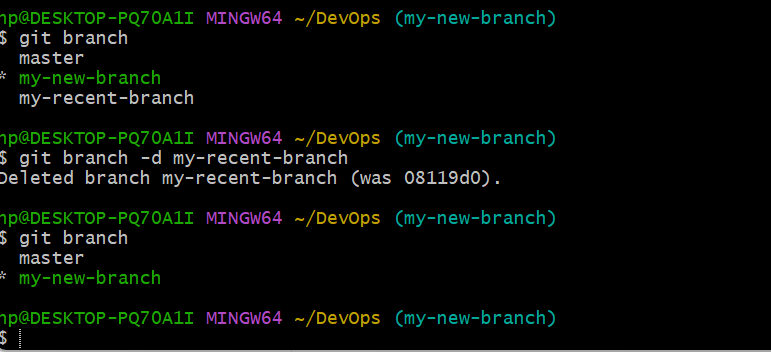 hp@DESKTOP-PQ70A1I MINGW64 ~/DevOps (my-new-branch)
$ git branch
  master
* my-new-branch
  my-recent-branch

hp@DESKTOP-PQ70A1I MINGW64 ~/DevOps (my-new-branch)
$ git branch -d my-recent-branch
Deleted branch my-recent-branch (was 08119d0).

hp@DESKTOP-PQ70A1I MINGW64 ~/DevOps (my-new-branch)
$ git branch
  master
* my-new-branch

hp@DESKTOP-PQ70A1I MINGW64 ~/DevOps (my-new-branch)
$